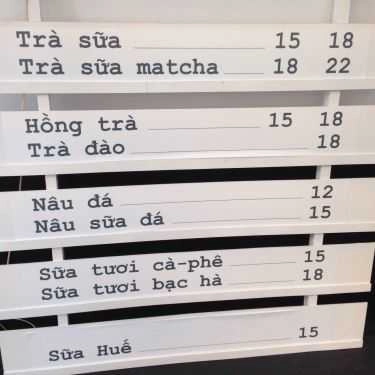 Trà sữa 15 18
Trà sữa matcha 18 22
Hồng trà 15 18
Trà đào 18
Nâu đá 12
Nâu sữa đá 15
Sữa tươi cà-phê 15
Sữa tươi bạc hà 18
Sữa Huế 15